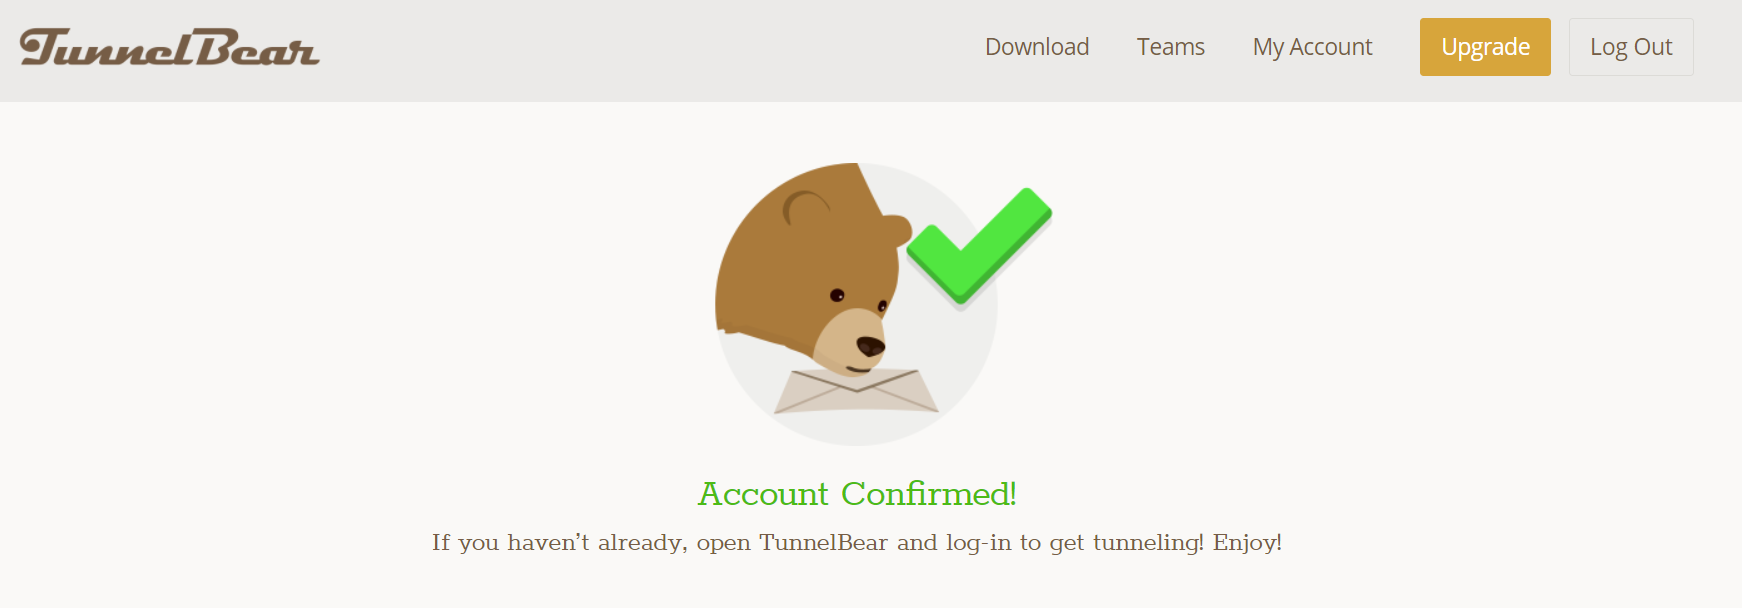 TunnelBear
Download Teams My Account Upgrade Log Out
Account Confirmed!
If you haven’t already, open TunnelBear and log-in to get tunneling! Enjoy!